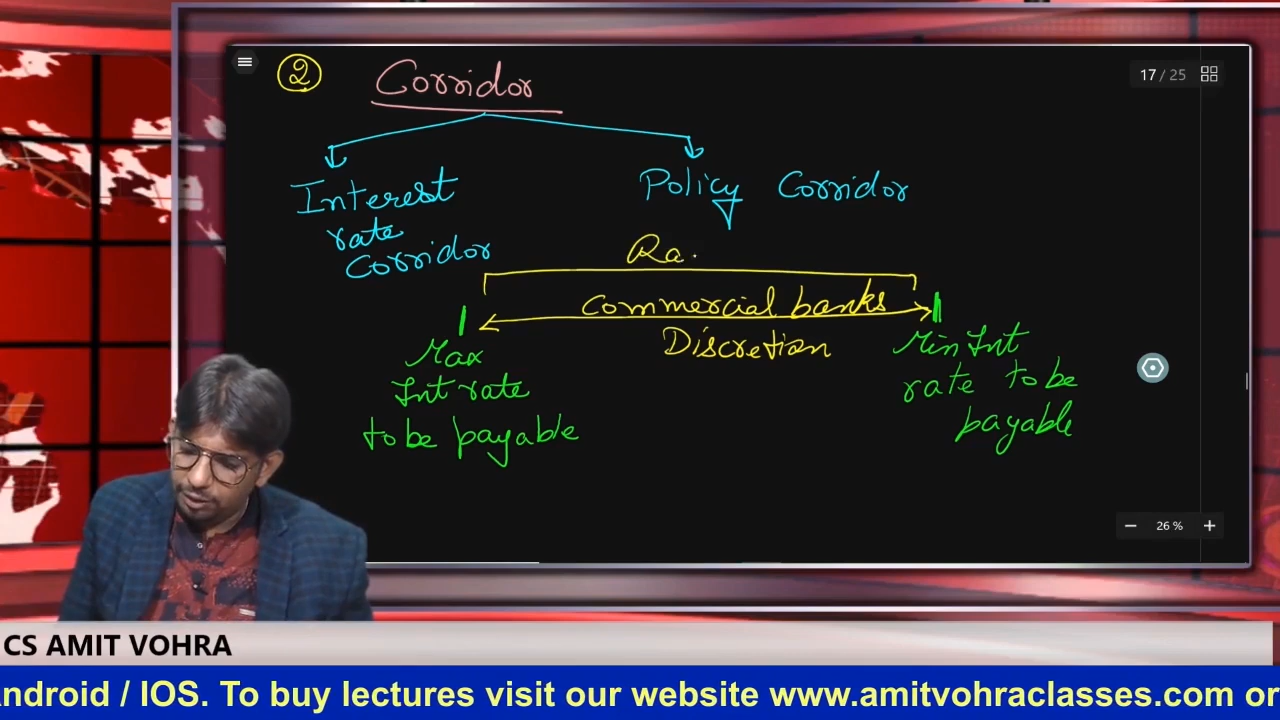 2
Corridor
17 / 25
Interest
rate
Corridor
Policy Corridor
Ra.
Commercial banks
Discretion
Max
Int rate
to be payable
Min Int
rate to be
payable
26 %
CS AMIT VOHRA
ndroid / IOS. To buy lectures visit our website www.amitvohraclasses.com or